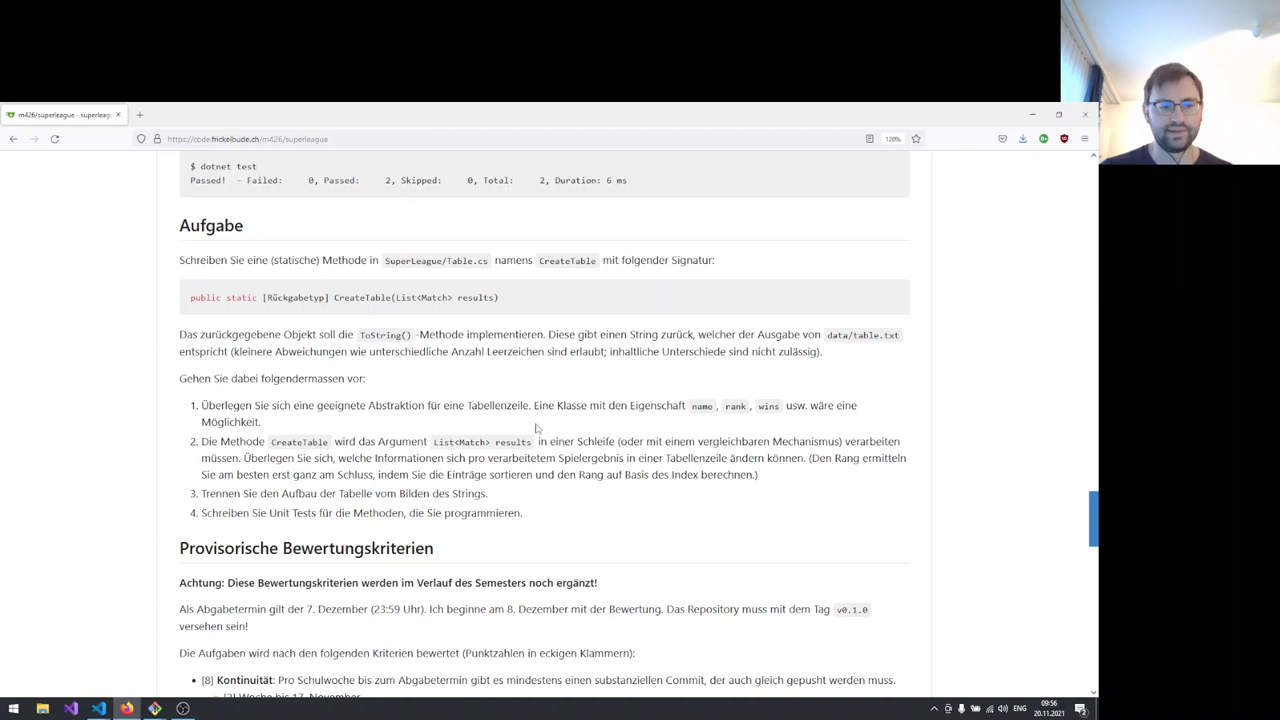 m426/superleague - superleagu
https://code.frickelbude.ch/m426/superleague
120%
$ dotnet test
Passed!  - Failed:     0, Passed:     2, Skipped:     0, Total:     2, Duration: 6 ms
Aufgabe
Schreiben Sie eine (statische) Methode in SuperLeague/Table.cs namens CreateTable mit folgender Signatur:
public static [Rückgabetyp] CreateTable(List<Match> results)
Das zurückgegebene Objekt soll die ToString()-Methode implementieren. Diese gibt einen String zurück, welcher der Ausgabe von data/table.txt
entspricht (kleinere Abweichungen wie unterschiedliche Anzahl Leerzeichen sind erlaubt; inhaltliche Unterschiede sind nicht zulässig).
Gehen Sie dabei folgendermassen vor:
1. Überlegen Sie sich eine geeignete Abstraktion für eine Tabellenzeile. Eine Klasse mit den Eigenschaft name, rank, wins usw. wäre eine
Möglichkeit.
2. Die Methode CreateTable wird das Argument List<Match> results in einer Schleife (oder mit einem vergleichbaren Mechanismus) verarbeiten
müssen. Überlegen Sie sich, welche Informationen sich pro verarbeitetem Spielergebnis in einer Tabellenzeile ändern können. (Den Rang ermitteln
Sie am besten erst ganz am Schluss, indem Sie die Einträge sortieren und den Rang auf Basis des Index berechnen.)
3. Trennen Sie den Aufbau der Tabelle vom Bilden des Strings.
4. Schreiben Sie Unit Tests für die Methoden, die Sie programmieren.
Provisorische Bewertungskriterien
Achtung: Diese Bewertungskriterien werden im Verlauf des Semesters noch ergänzt!
Als Abgabetermin gilt der 7. Dezember (23:59 Uhr). Ich beginne am 8. Dezember mit der Bewertung. Das Repository muss mit dem Tag v0.1.0
versehen sein!
Die Aufgaben wird nach den folgenden Kriterien bewertet (Punktzahlen in eckigen Klammern):
• [8] Kontinuität: Pro Schulwoche bis zum Abgabetermin gibt es mindestens einen substanziellen Commit, der auch gleich gepusht werden muss.
[2] Woche bis 17. November
ENG
09:56
20.11.2021
2